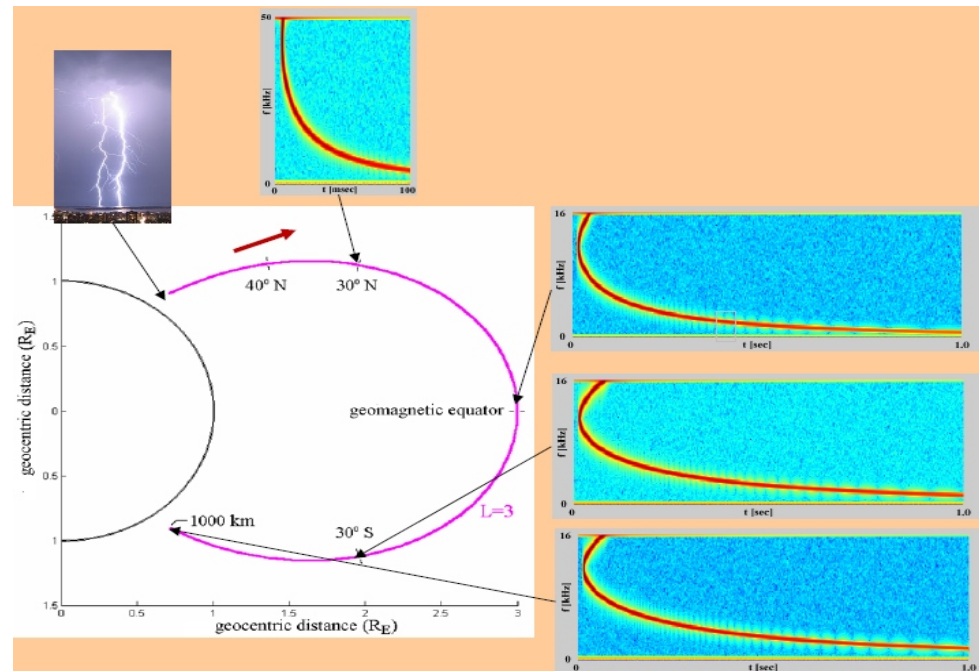 50
f [kHz]
0
0
t [msec]
100
16
f [kHz]
0
0
t [sec]
1.0
1.5
1
0.5
0
0.5
1
1.5
geocentric distance (R_E)
40° N
30° N
geomagnetic equator
L=3
1000 km
30° S
0
0.5
1
1.5
2
2.5
3
geocentric distance (R_E)
16
f [kHz]
0
0
t [sec]
1.0
16
f [kHz]
0
0
t [sec]
1.0